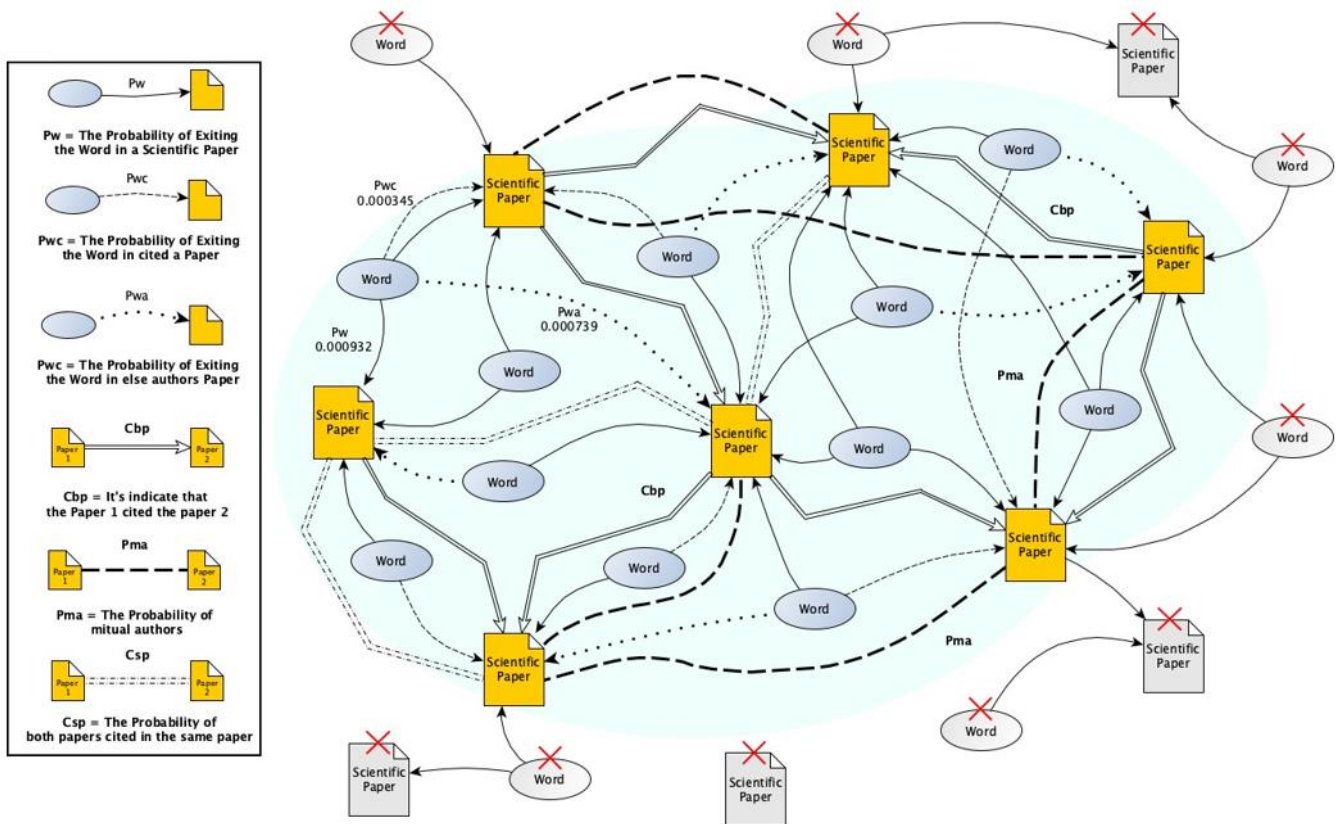 Pw
Pw = The Probability of Exiting
the Word in a Scientific Paper
Pwc
Pwc = The Probability of Exiting
the Word in cited a Paper
Pwa
Pwc = The Probability of Exiting
the Word in else authors Paper
Cbp
Paper
1
Paper
2
Cbp = It's indicate that
the Paper 1 cited the paper 2
Pma
Paper
1
Paper
2
Pma = The Probability of
mitual authors
Csp
Paper
1
Paper
2
Csp = The Probability of
both papers cited in the same paper
Word
Word
Scientific
Paper
Word
Scientific
Paper
Word
Scientific
Paper
Pwc
0.000345
Cbp
Word
Word
Scientific
Paper
Word
Pwa
0.000739
Pw
0.000932
Word
Pma
Word
Scientific
Paper
Scientific
Paper
Word
Word
Word
Cbp
Scientific
Paper
Word
Word
Word
Pma
Scientific
Paper
Scientific
Paper
Word
Scientific
Paper
Word
Scientific
Paper